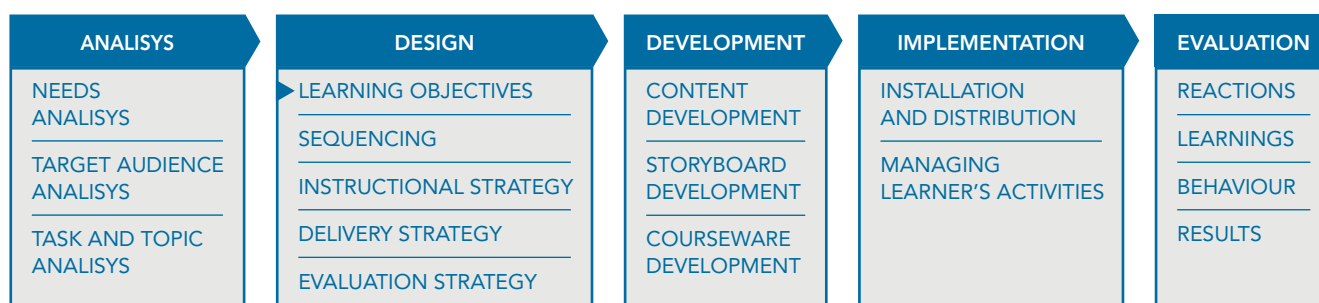 ANALISYS
NEEDS
ANALISYS
TARGET AUDIENCE
ANALISYS
TASK AND TOPIC
ANALISYS
DESIGN
LEARNING OBJECTIVES
SEQUENCING
INSTRUCTIONAL STRATEGY
DELIVERY STRATEGY
EVALUATION STRATEGY
DEVELOPMENT
CONTENT
DEVELOPMENT
STORYBOARD
DEVELOPMENT
COURSEWARE
DEVELOPMENT
IMPLEMENTATION
INSTALLATION
AND DISTRIBUTION
MANAGING
LEARNER’S ACTIVITIES
EVALUATION
REACTIONS
LEARNINGS
BEHAVIOUR
RESULTS